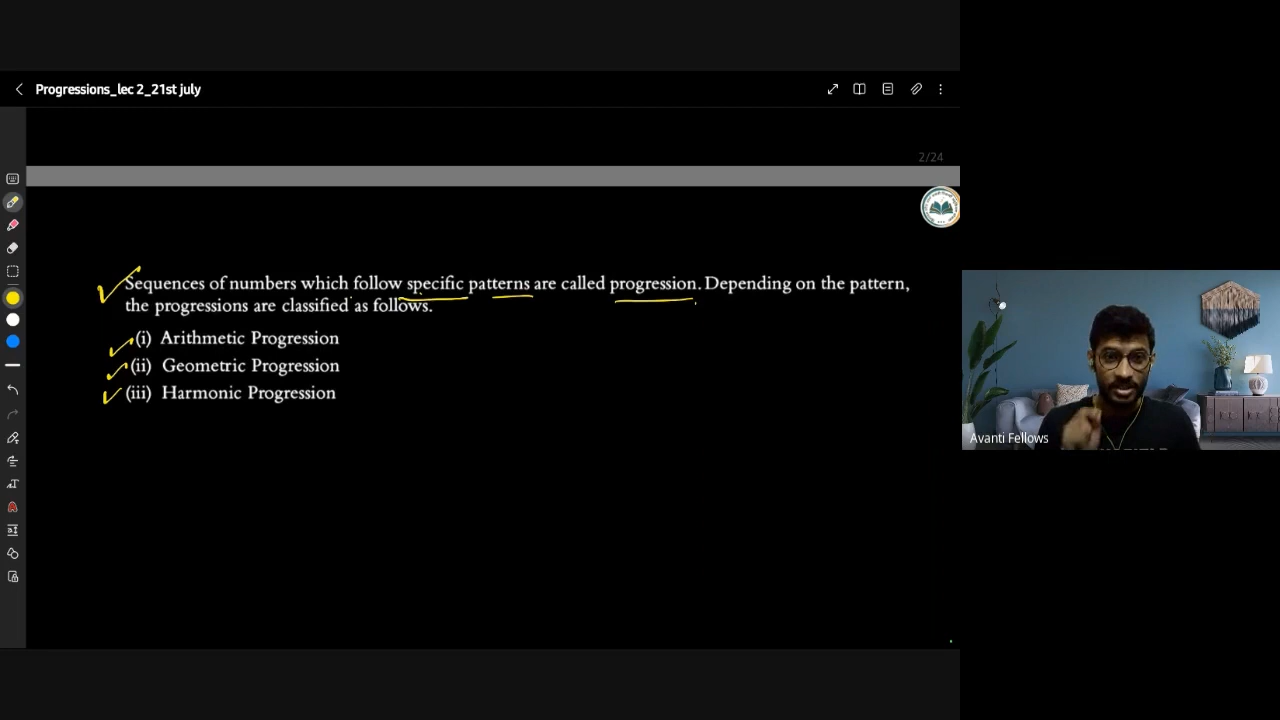 Progressions_lec 2_21st july
2/24
Sequences of numbers which follow specific patterns are called progression. Depending on the pattern,
the progressions are classified as follows.
(i) Arithmetic Progression
(ii) Geometric Progression
(iii) Harmonic Progression
Avanti Fellows